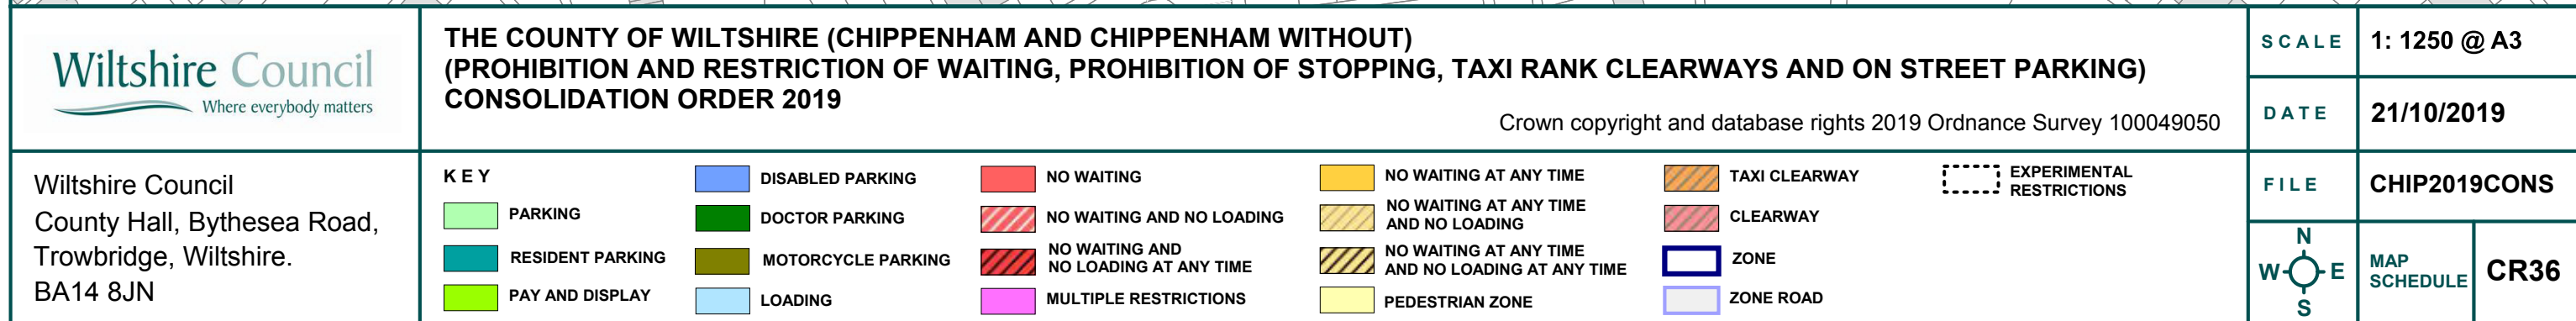 Wiltshire Council
Where everybody matters
THE COUNTY OF WILTSHIRE (CHIPPENHAM AND CHIPPENHAM WITHOUT)
(PROHIBITION AND RESTRICTION OF WAITING, PROHIBITION OF STOPPING, TAXI RANK CLEARWAYS AND ON STREET PARKING)
CONSOLIDATION ORDER 2019
Crown copyright and database rights 2019 Ordnance Survey 100049050
SCALE
1: 1250 @ A3
DATE
21/10/2019
Wiltshire Council
County Hall, Bythesea Road,
Trowbridge, Wiltshire.
BA14 8JN
KEY
PARKING
RESIDENT PARKING
PAY AND DISPLAY
DISABLED PARKING
DOCTOR PARKING
MOTORCYCLE PARKING
LOADING
NO WAITING
NO WAITING AND NO LOADING
NO WAITING AND
NO LOADING AT ANY TIME
MULTIPLE RESTRICTIONS
NO WAITING AT ANY TIME
NO WAITING AT ANY TIME
AND NO LOADING
NO WAITING AT ANY TIME
AND NO LOADING AT ANY TIME
PEDESTRIAN ZONE
TAXI CLEARWAY
CLEARWAY
ZONE
ZONE ROAD
EXPERIMENTAL
RESTRICTIONS
FILE
CHIP2019CONS
N
W E
S
MAP
SCHEDULE
CR36